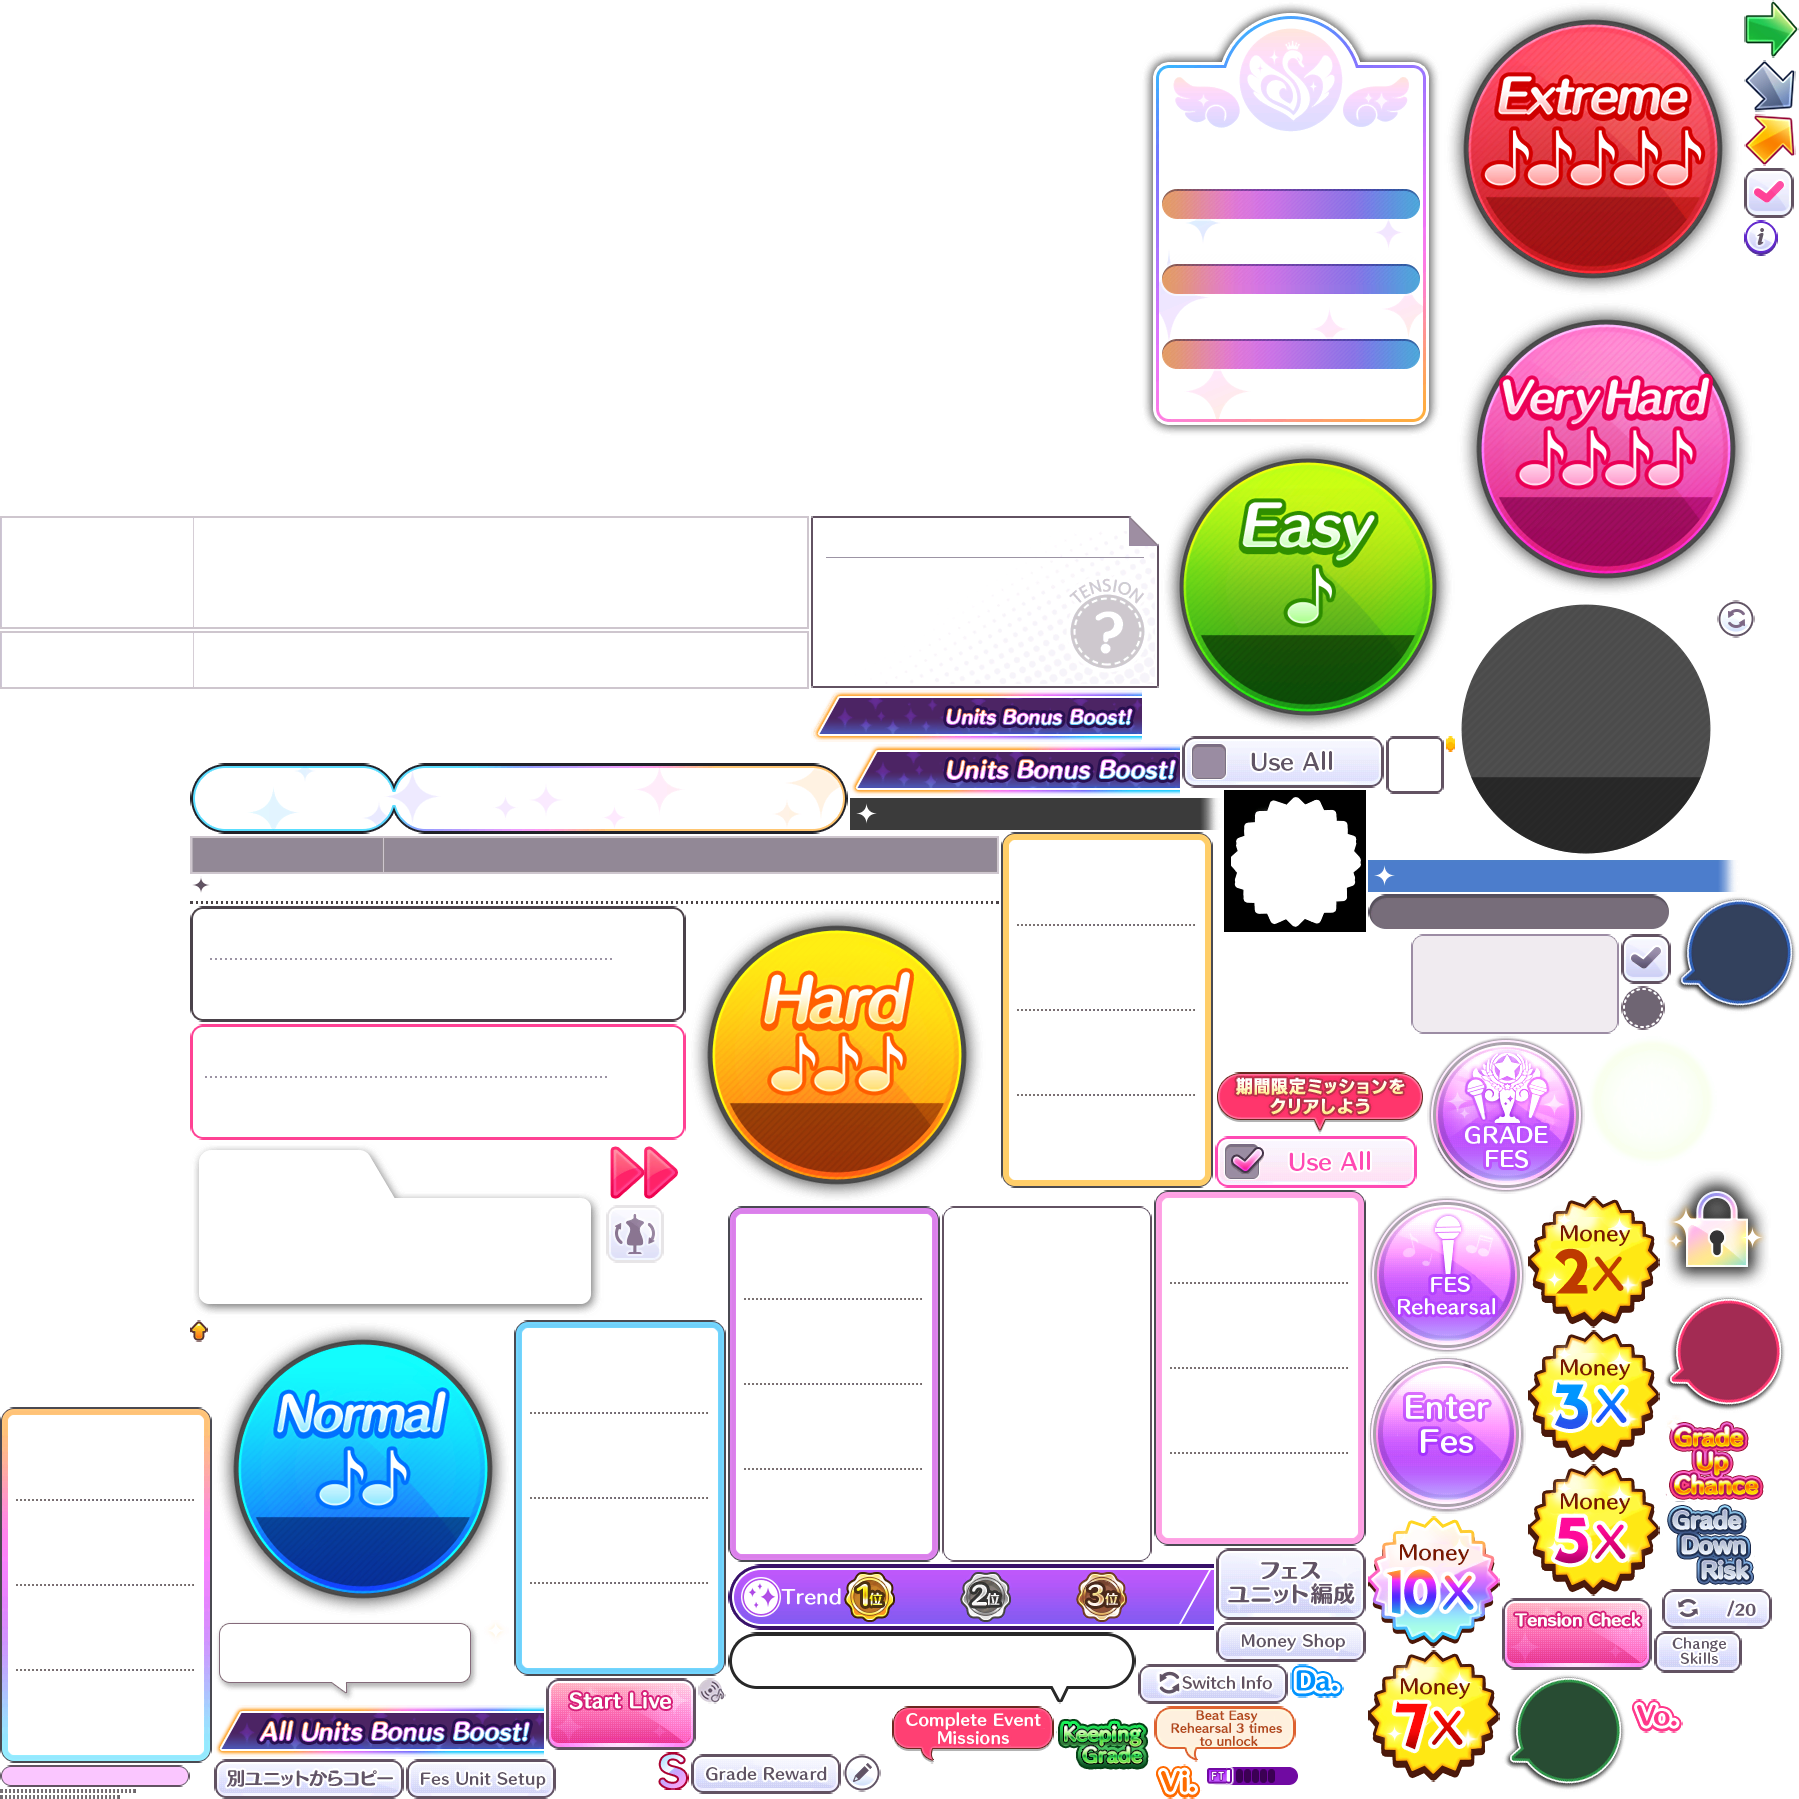 Extreme
Very Hard
Easy
TENSION
?
Units Bonus Boost!
Units Bonus Boost!
Use All
Hard
期間限定ミッションを
クリアしよう
Use All
GRADE
FES
FES
Rehearsal
Money
2X
Enter
Fes
Money
3X
Normal
Grade
Up
Chance
Money
5X
Grade
Down
Risk
Money
10X
Trend
1位
2位
3位
フェス
ユニット編成
Money Shop
Tension Check
/20
Change
Skills
Switch Info
Da.
Money
7X
Start Live
All Units Bonus Boost!
Complete Event
Missions
Keeping
Grade
Beat Easy
Rehearsal 3 times
to unlock
Vo.
別ユニットからコピー
Fes Unit Setup
S
Grade Reward
Vi.
FT